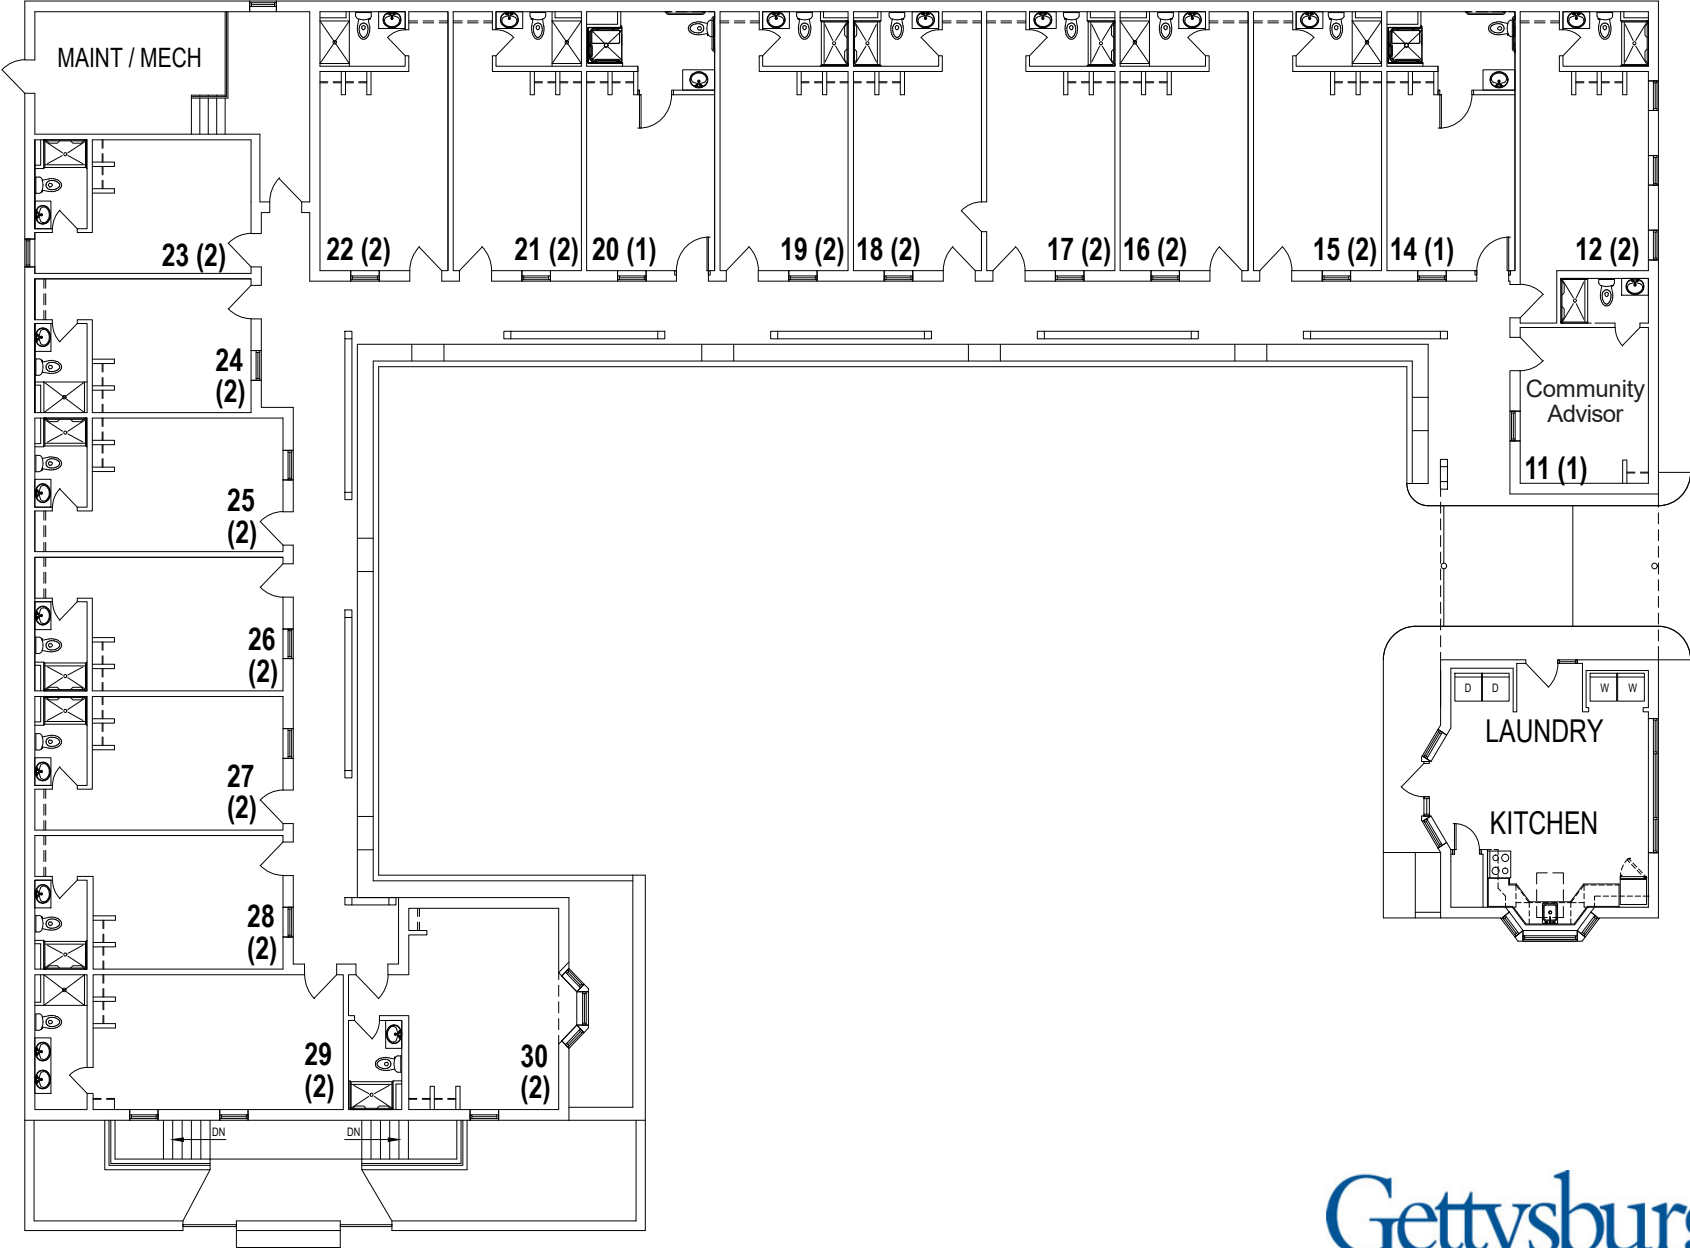 MAINT / MECH
23 (2)
22 (2)
21 (2)
20 (1)
19 (2)
18 (2)
17 (2)
16 (2)
15 (2)
14 (1)
12 (2)
24
(2)
Community
Advisor
11 (1)
25
(2)
26
(2)
D D
W W
LAUNDRY
27
(2)
KITCHEN
28
(2)
29
(2)
30
(2)
DN
DN
Gettysburg